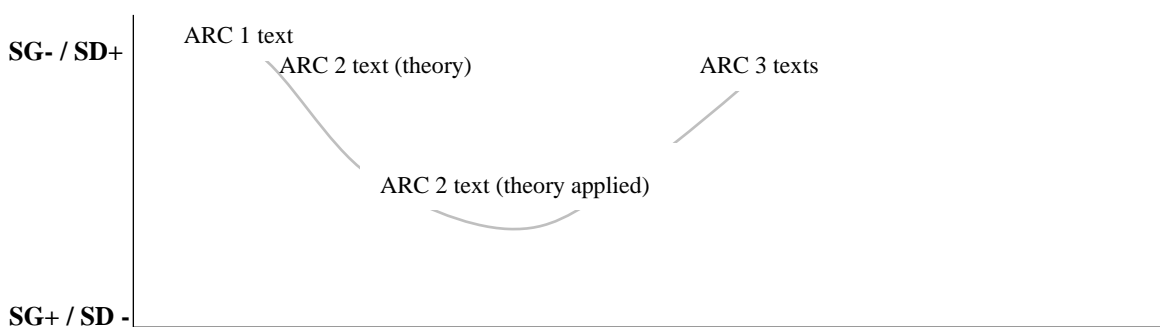 ARC 1 text
SG- / SD+
ARC 2 text (theory)
ARC 3 texts
ARC 2 text (theory applied)
SG+ / SD -